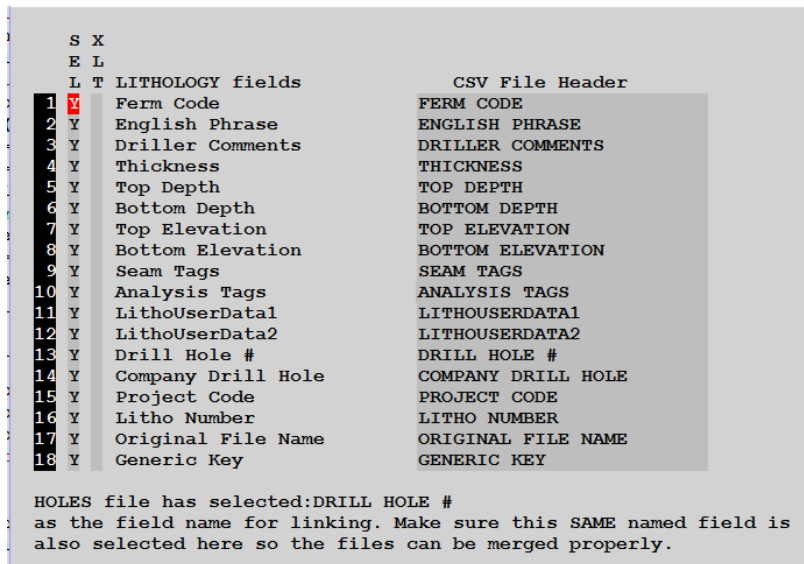 S X
E L
L T LITHOLOGY fields CSV File Header
1 Y Ferm Code FERM CODE
2 Y English Phrase ENGLISH PHRASE
3 Y Driller Comments DRILLER COMMENTS
4 Y Thickness THICKNESS
5 Y Top Depth TOP DEPTH
6 Y Bottom Depth BOTTOM DEPTH
7 Y Top Elevation TOP ELEVATION
8 Y Bottom Elevation BOTTOM ELEVATION
9 Y Seam Tags SEAM TAGS
10 Y Analysis Tags ANALYSIS TAGS
11 Y LithoUserData1 LITHOUSERDATA1
12 Y LithoUserData2 LITHOUSERDATA2
13 Y Drill Hole # DRILL HOLE #
14 Y Company Drill Hole COMPANY DRILL HOLE
15 Y Project Code PROJECT CODE
16 Y Litho Number LITHO NUMBER
17 Y Original File Name ORIGINAL FILE NAME
18 Y Generic Key GENERIC KEY
HOLES file has selected:DRILL HOLE #
as the field name for linking. Make sure this SAME named field is
also selected here so the files can be merged properly.